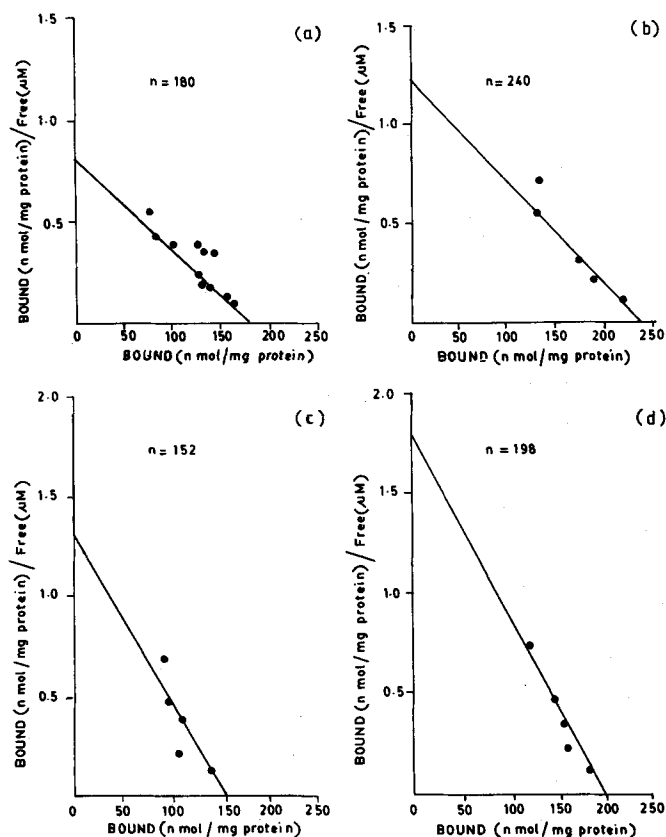 (a)
n = 180
1.5
1.0
0.5
0
50
100
150
200
250
BOUND (n mol/mg protein)/Free(µM)
BOUND (n mol/mg protein)
(b)
n = 240
1.5
1.0
0.5
0
50
100
150
200
250
BOUND (n mol/mg protein)/Free(µM)
BOUND (n mol/mg protein)
(c)
n = 152
2.0
1.5
1.0
0.5
0
50
100
150
200
250
BOUND (n mol/mg protein)/Free(µM)
BOUND (n mol/mg protein)
(d)
n = 198
2.0
1.5
1.0
0.5
0
50
100
150
200
250
BOUND (n mol/mg protein)/Free(µM)
BOUND (n mol/mg protein)